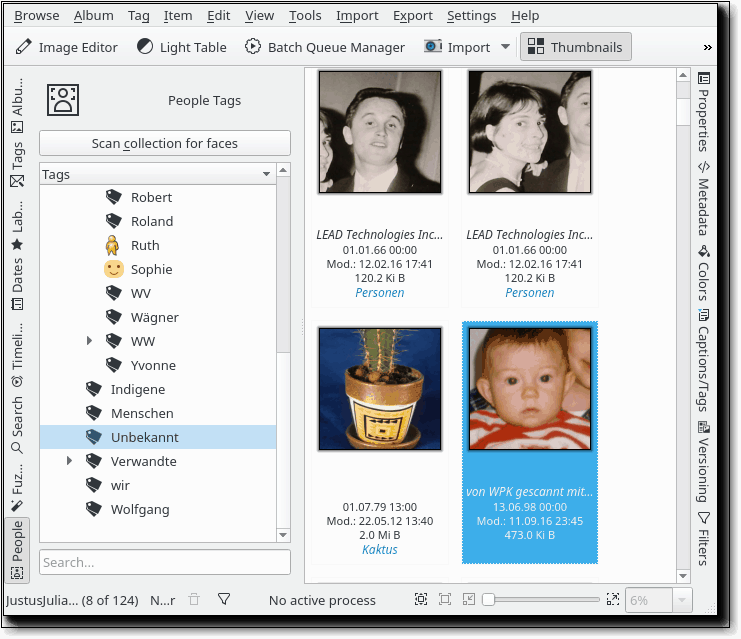 Browse Album Tag Item Edit View Tools Import Export Settings Help
Image Editor Light Table Batch Queue Manager Import Thumbnails »
Albu...
Tags
Lab...
Dates
Timeli...
Search
Fuz...
People
People Tags
Scan collection for faces
Tags
Robert
Roland
Ruth
Sophie
WV
Wägner
WW
Yvonne
Indigene
Menschen
Unbekannt
Verwandte
wir
Wolfgang
Search...
LEAD Technologies Inc...
01.01.66 00:00
Mod.: 12.02.16 17:41
120.2 Ki B
Personen
LEAD Technologies Inc...
01.01.66 00:00
Mod.: 12.02.16 17:41
120.2 Ki B
Personen
01.07.79 13:00
Mod.: 22.05.12 13:40
2.0 Mi B
Kaktus
von WPK gescannt mit...
13.06.98 00:00
Mod.: 11.09.16 23:45
473.0 Ki B
Properties
Metadata
Colors
Captions/Tags
Versioning
Filters
JustusJulia... (8 of 124) N...r No active process 6%